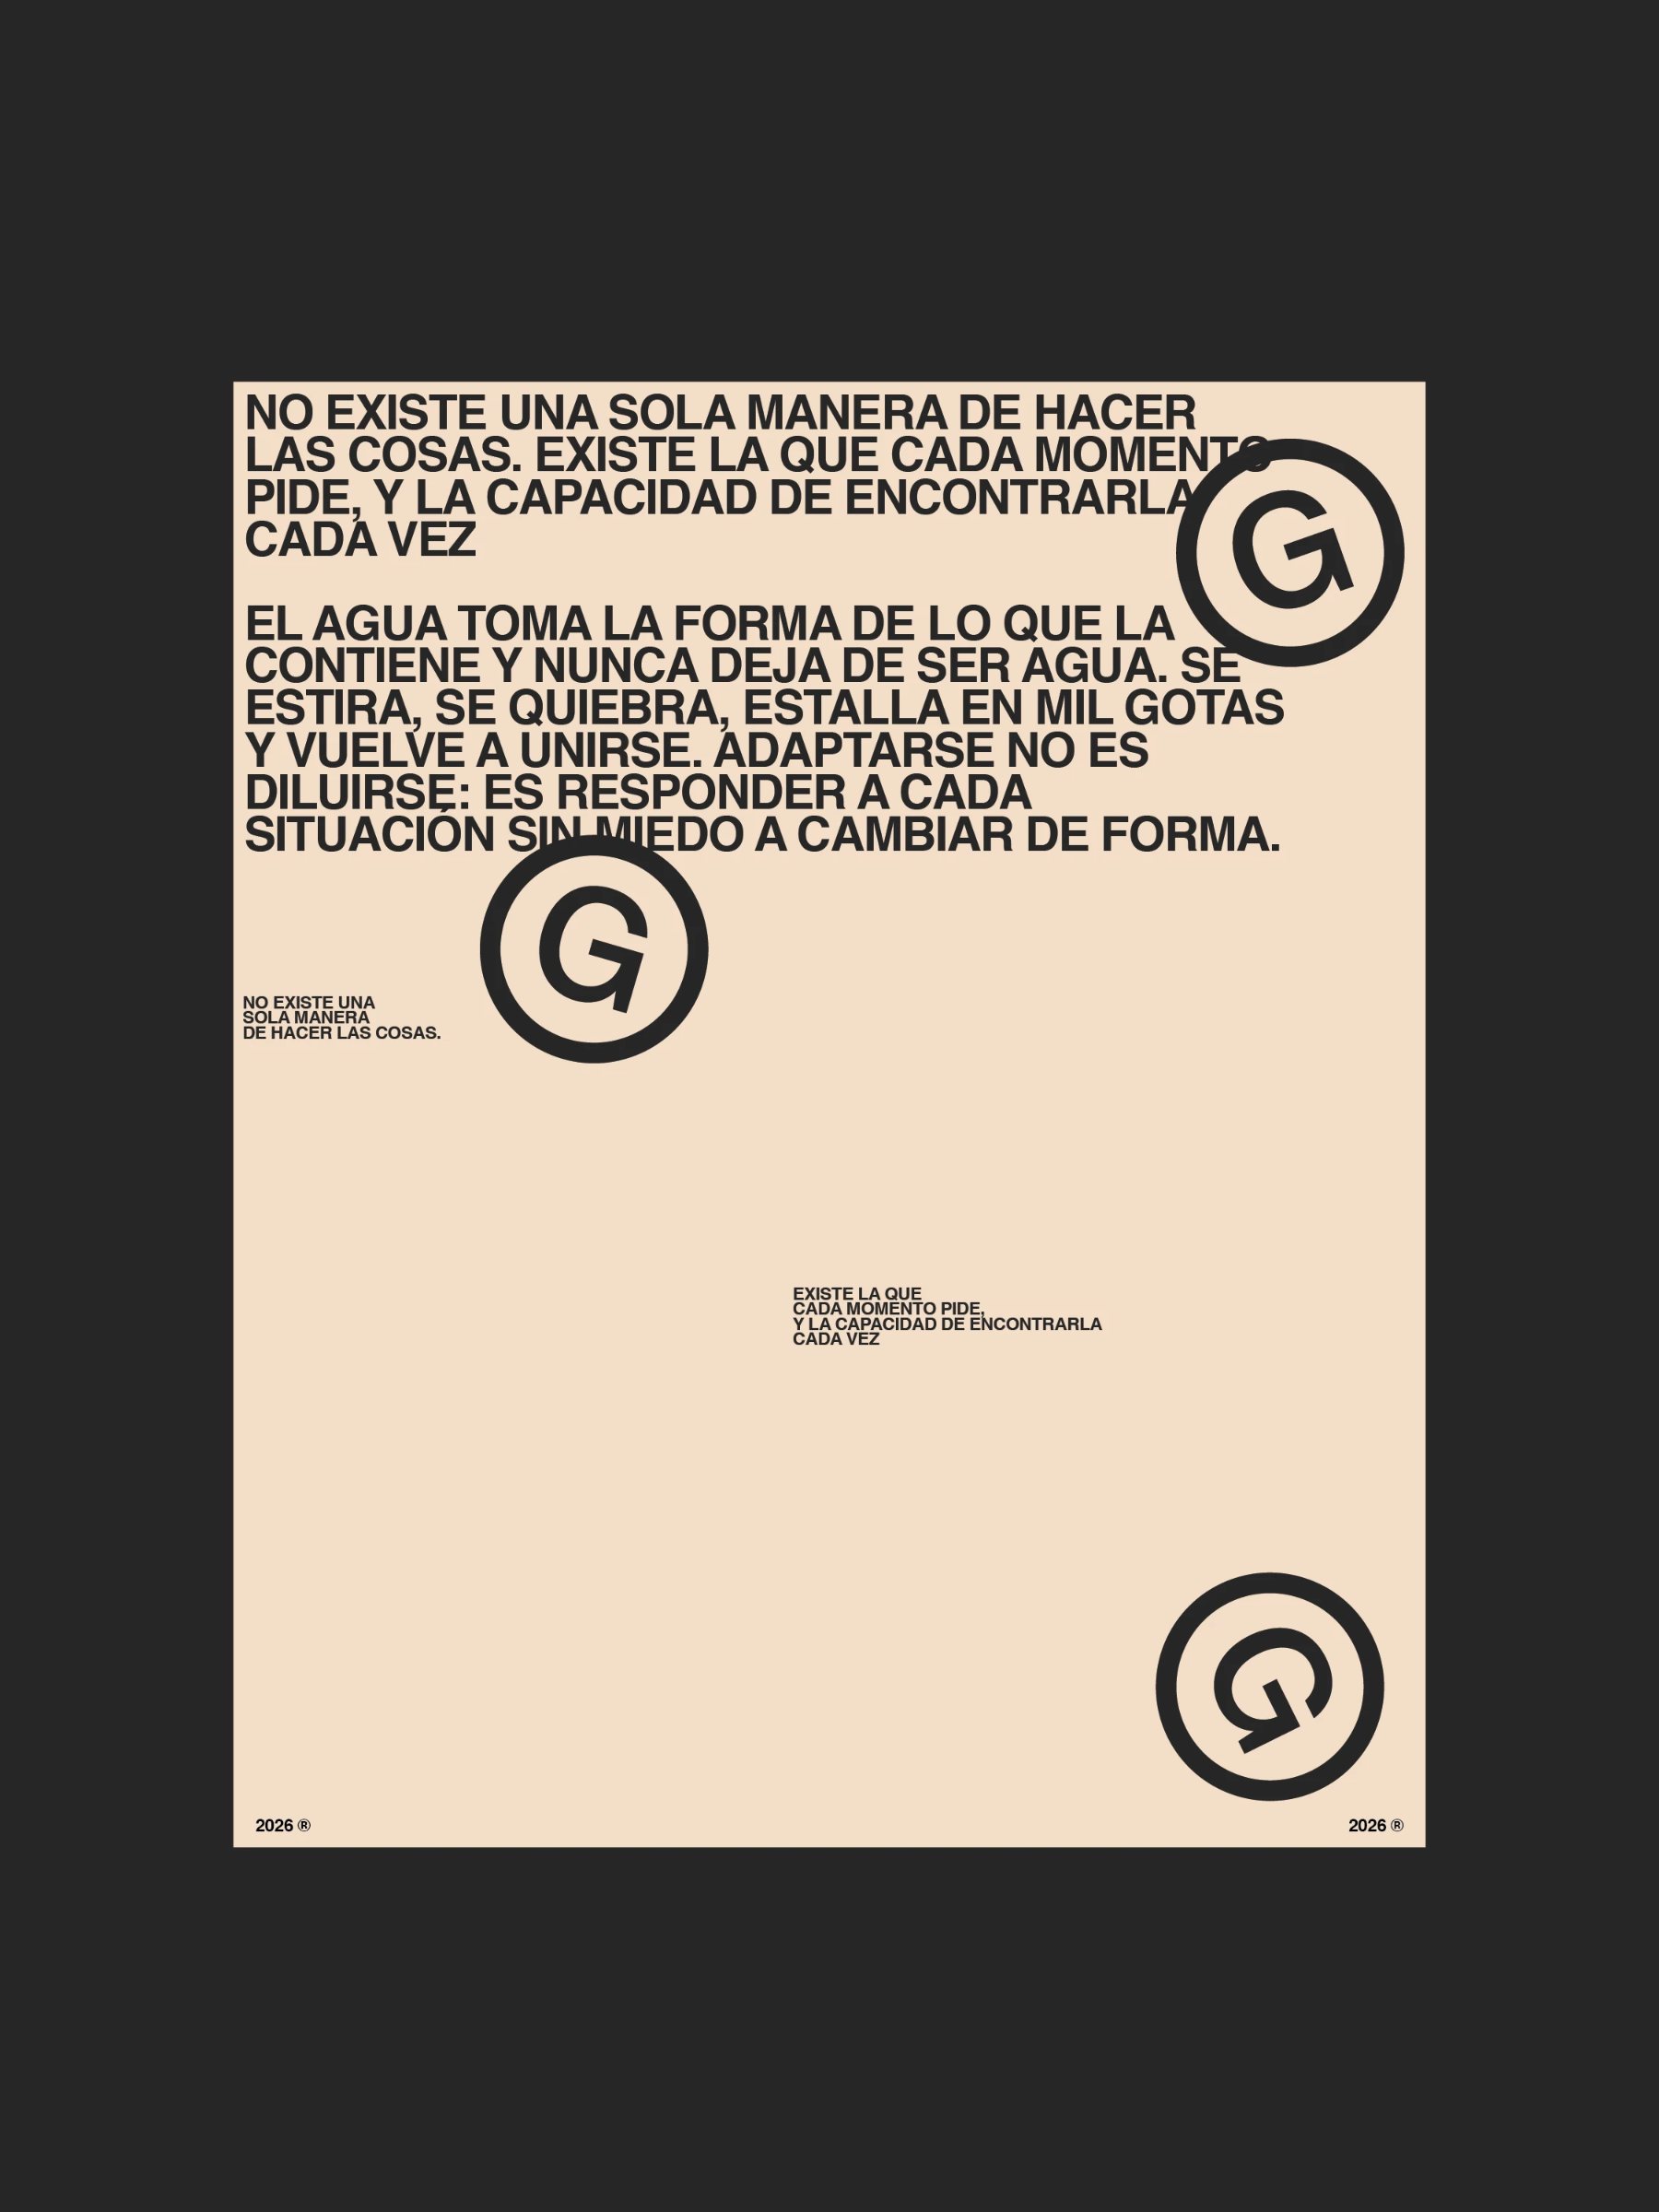 NO EXISTE UNA SOLA MANERA DE HACER
LAS COSAS. EXISTE LA QUE CADA MOMENTO
PIDE, Y LA CAPACIDAD DE ENCONTRARLA
CADA VEZ
EL AGUA TOMA LA FORMA DE LO QUE LA
CONTIENE Y NUNCA DEJA DE SER AGUA. SE
ESTIRA, SE QUIEBRA, ESTALLA EN MIL GOTAS
Y VUELVE A UNIRSE. ADAPTARSE NO ES
DILUIRSE: ES RESPONDER A CADA
SITUACIÓN SIN MIEDO A CAMBIAR DE FORMA.
G
G
NO EXISTE UNA
SOLA MANERA
DE HACER LAS COSAS.
EXISTE LA QUE
CADA MOMENTO PIDE,
Y LA CAPACIDAD DE ENCONTRARLA
CADA VEZ
G
2026 ®
2026 ®